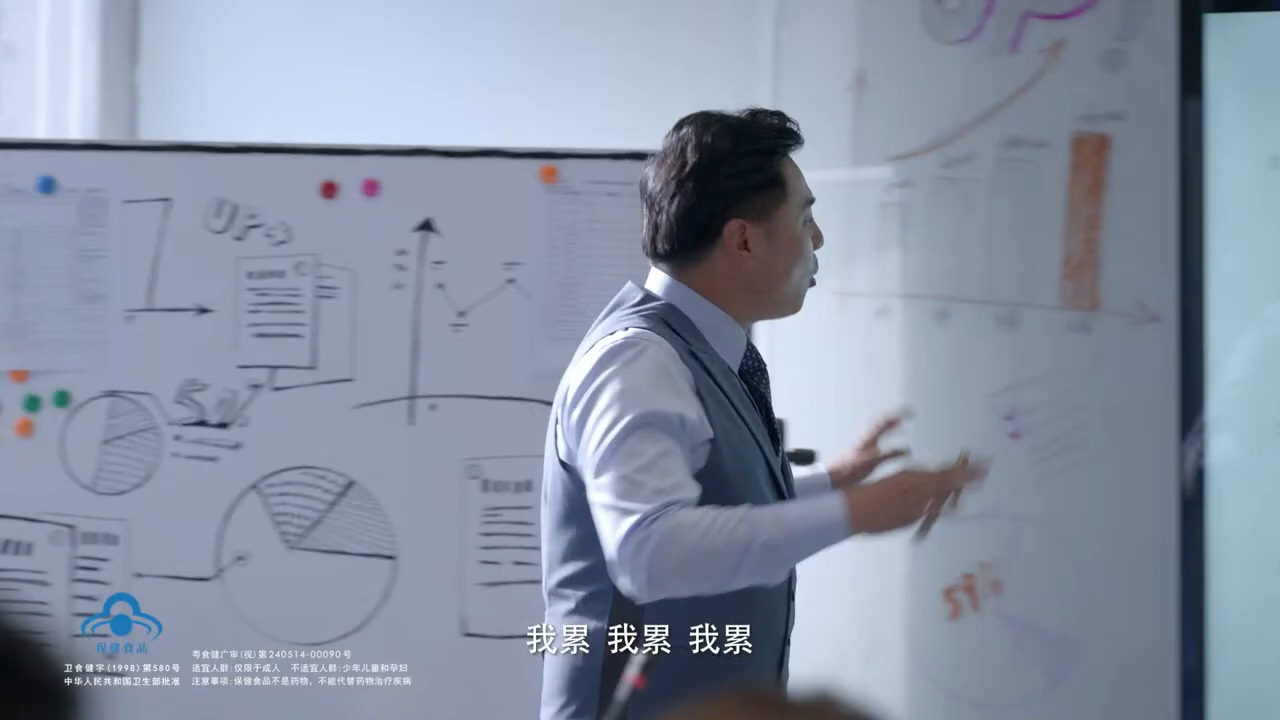 UP↓
5%
59%
我累 我累 我累
保健食品
卫食健字(1998)第580号
中华人民共和国卫生部批准
粤食健广审(视)第240514-00090号
适宜人群:仅限于成人 不适宜人群:少年儿童和孕妇
注意事项:保健食品不是药物,不能代替药物治疗疾病